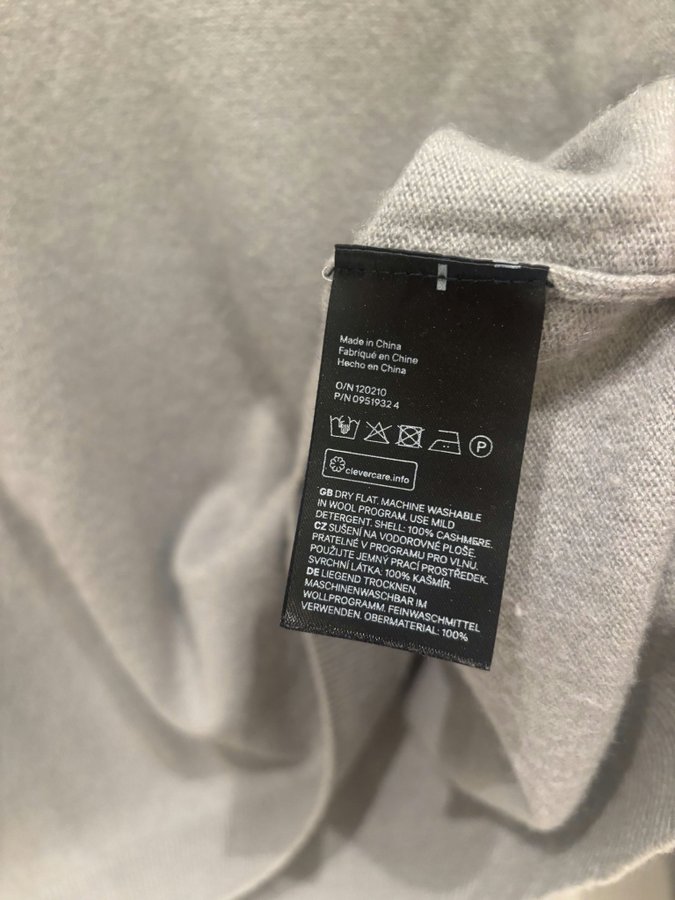 Made in China
Fabriqué en Chine
Hecho en China
O/N 120210
P/N 0951932 4
P
clevercare.info
GB DRY FLAT. MACHINE WASHABLE
IN WOOL PROGRAM. USE MILD
DETERGENT. SHELL: 100% CASHMERE.
CZ SUŠENÍ NA VODOROVNÉ PLOŠE.
PRATELNÉ V PROGRAMU PRO VLNU.
POUŽIJTE JEMNÝ PRACÍ PROSTŘEDEK.
SVRCHNÍ LÁTKA: 100% KAŠMÍR.
DE LIEGEND TROCKNEN.
MASCHINENWASCHBAR IM
WOLLPROGRAMM. FEINWASCHMITTEL
VERWENDEN. OBERMATERIAL: 100%